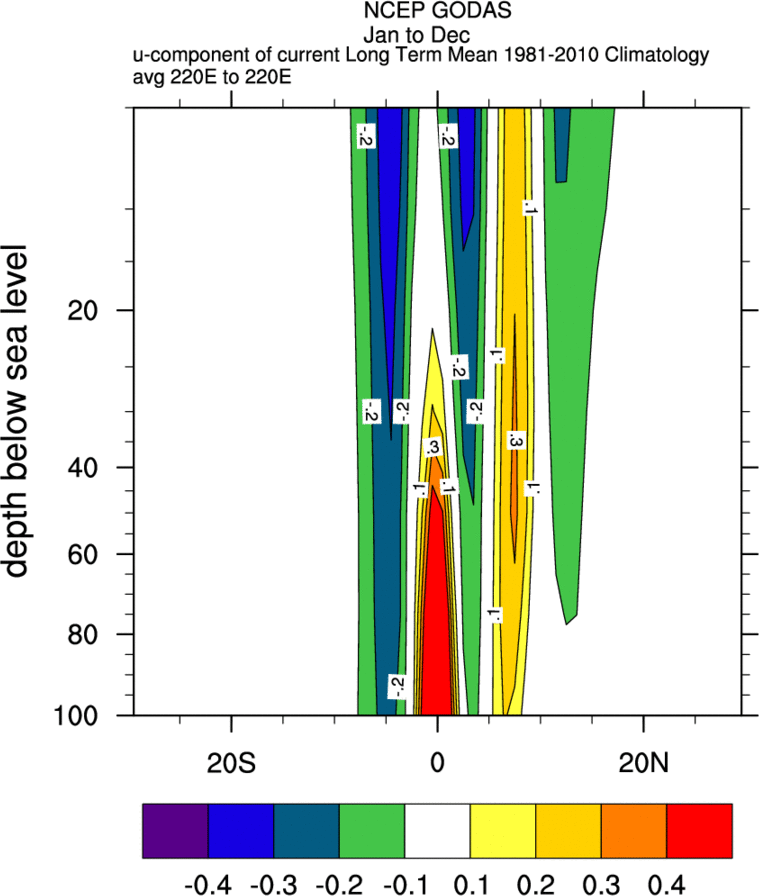 NCEP GODAS
Jan to Dec
u-component of current Long Term Mean 1981-2010 Climatology
avg 220E to 220E
depth below sea level
20
40
60
80
100
-.2
-.2
.1
-.2
.1
-.2
-.2
-.2
.3
.3
.1
.1
.1
.1
-.2
20S
0
20N
-0.4 -0.3 -0.2 -0.1 0.1 0.2 0.3 0.4